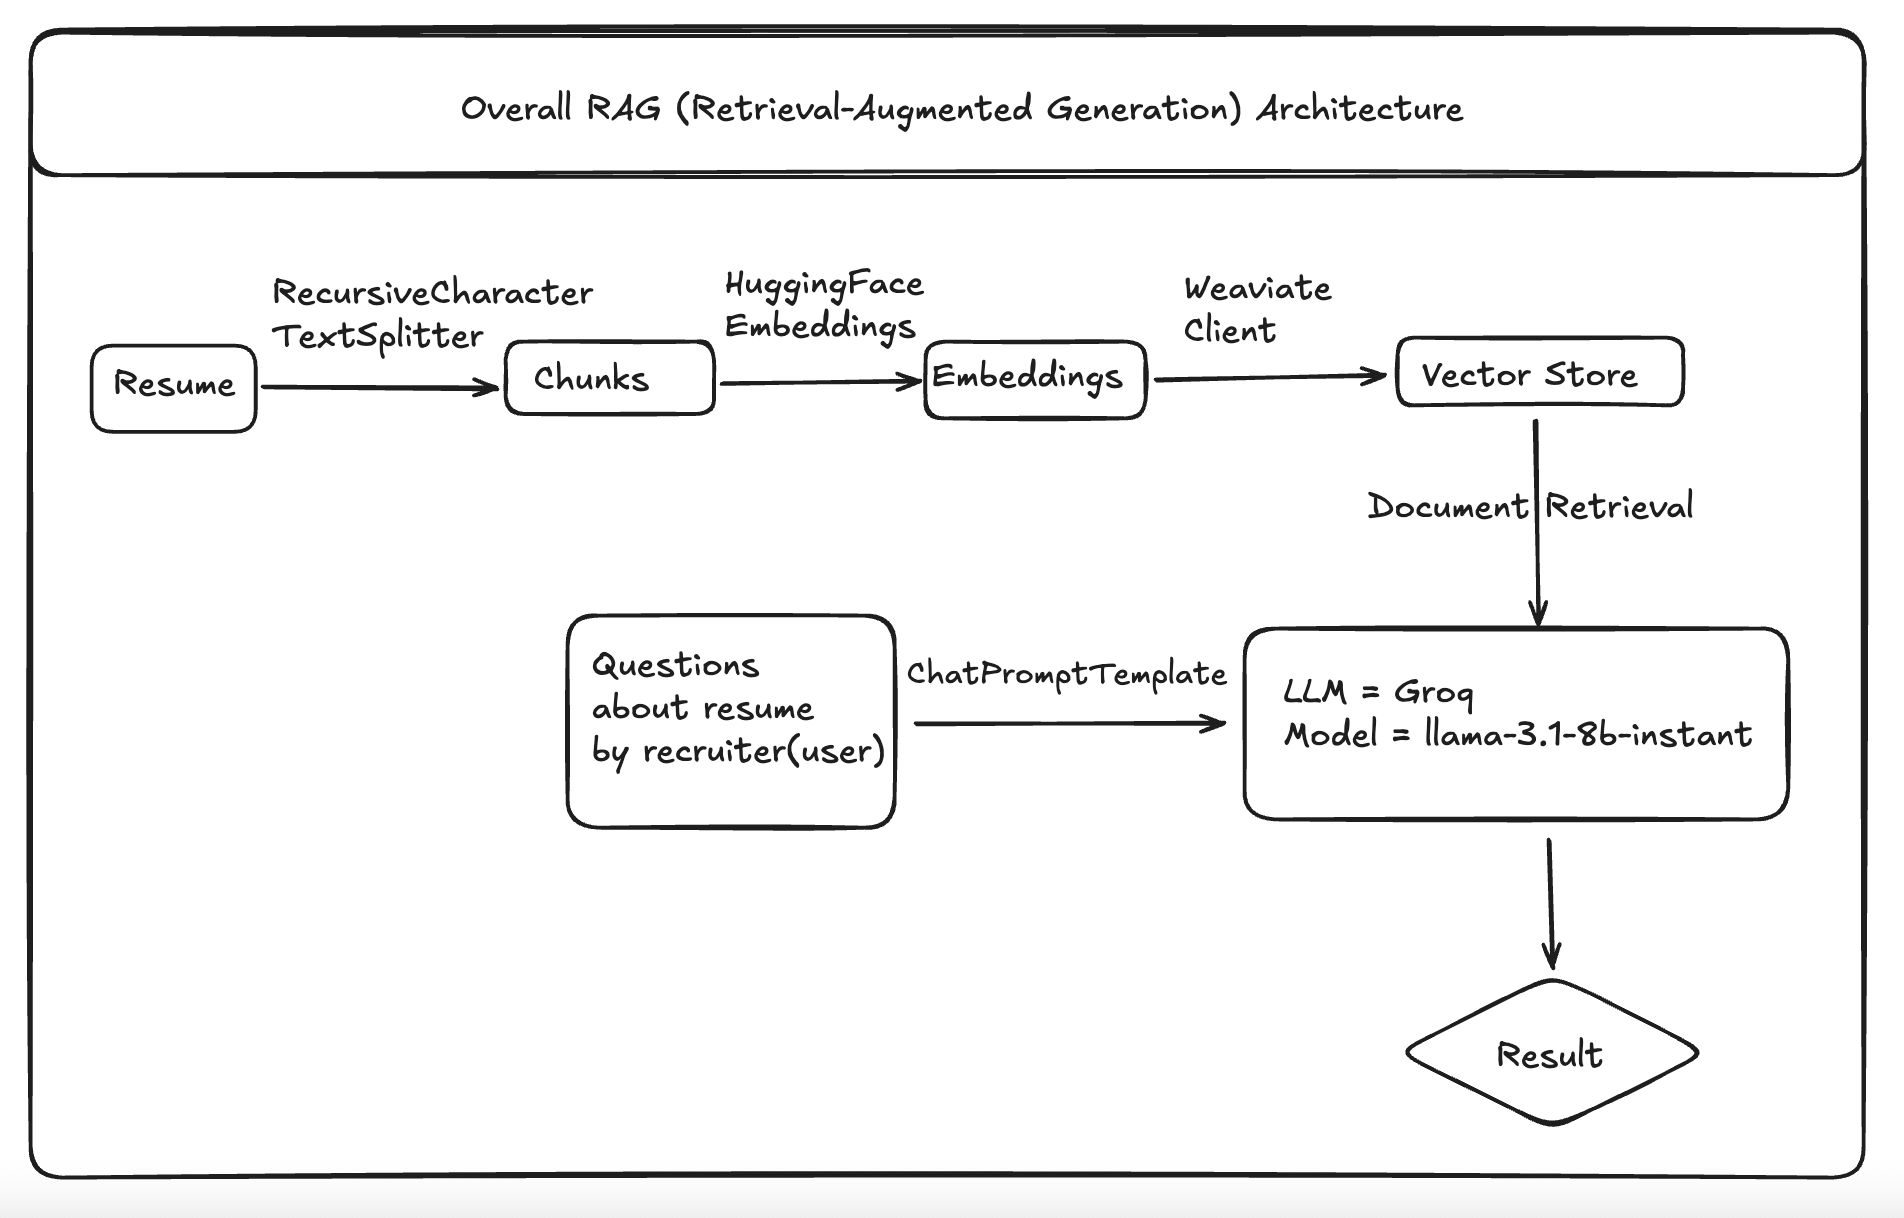 Overall RAG (Retrieval-Augmented Generation) Architecture
RecursiveCharacter
TextSplitter
HuggingFace
Embeddings
Weaviate
Client
Resume
Chunks
Embeddings
Vector Store
Document Retrieval
Questions
about resume
by recruiter(user)
ChatPromptTemplate
LLM = Groq
Model = llama-3.1-8b-instant
Result